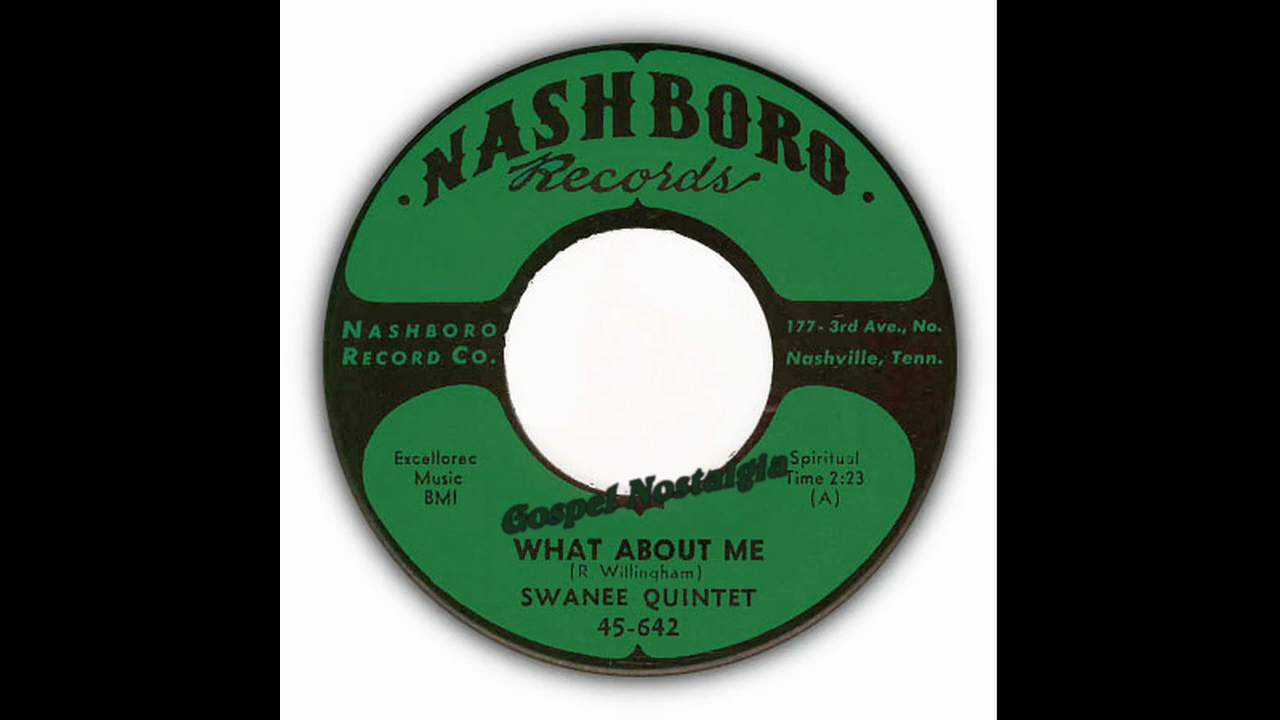 NASHBORO
Records
NASHBORO
RECORD CO.
177-3rd Ave., No.
Nashville, Tenn.
Excellorec
Music
BMI
Spiritual
Time 2:23
(A)
Gospel Nostalgia
WHAT ABOUT ME
(R. Willingham)
SWANEE QUINTET
45-642